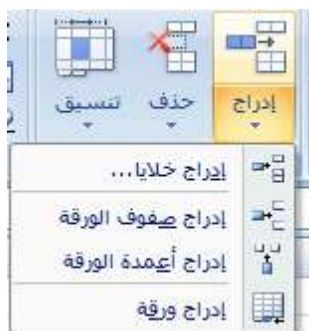 إدراج حذف تنسيق
إدراج خلايا...
إدراج صفوف الورقة
إدراج أعمدة الورقة
إدراج ورقة